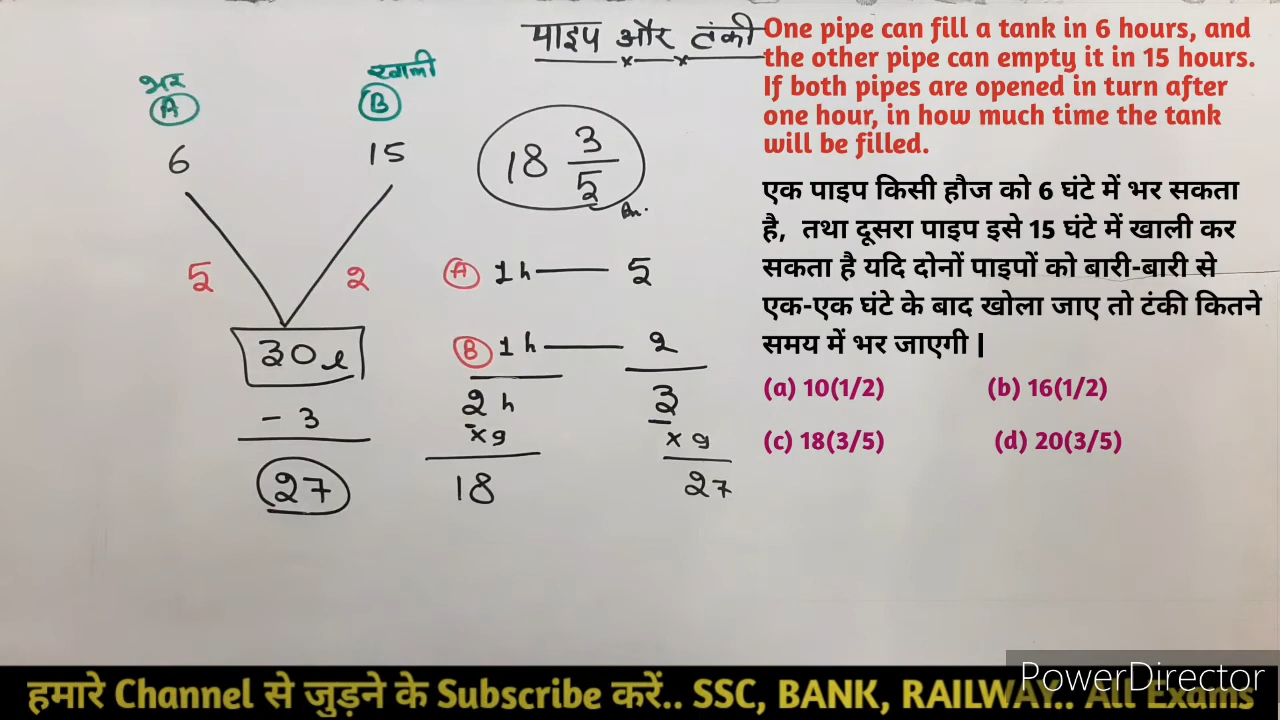 पाइप और टंकी
भर
A
खाली
B
6
15
5
2
30 l
- 3
27
18 3/5
An.
A 1h — 5
B 1h — 2
2 h 3
x9 x 9
18 27
One pipe can fill a tank in 6 hours, and
the other pipe can empty it in 15 hours.
If both pipes are opened in turn after
one hour, in how much time the tank
will be filled.
एक पाइप किसी हौज को 6 घंटे में भर सकता
है, तथा दूसरा पाइप इसे 15 घंटे में खाली कर
सकता है यदि दोनों पाइपों को बारी-बारी से
एक-एक घंटे के बाद खोला जाए तो टंकी कितने
समय में भर जाएगी |
(a) 10(1/2) (b) 16(1/2)
(c) 18(3/5) (d) 20(3/5)
PowerDirector
हमारे Channel से जुड़ने के Subscribe करें.. SSC, BANK, RAILWAY.. All Exams